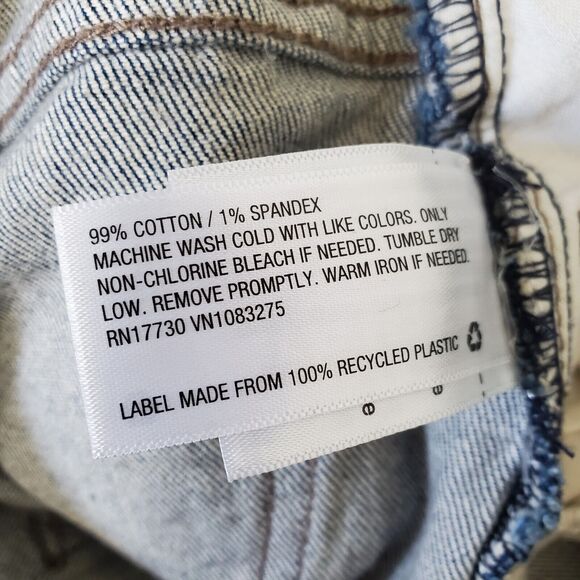 99% COTTON / 1% SPANDEX
MACHINE WASH COLD WITH LIKE COLORS. ONLY
NON-CHLORINE BLEACH IF NEEDED. TUMBLE DRY
LOW. REMOVE PROMPTLY. WARM IRON IF NEEDED.
RN17730 VN1083275
LABEL MADE FROM 100% RECYCLED PLASTIC